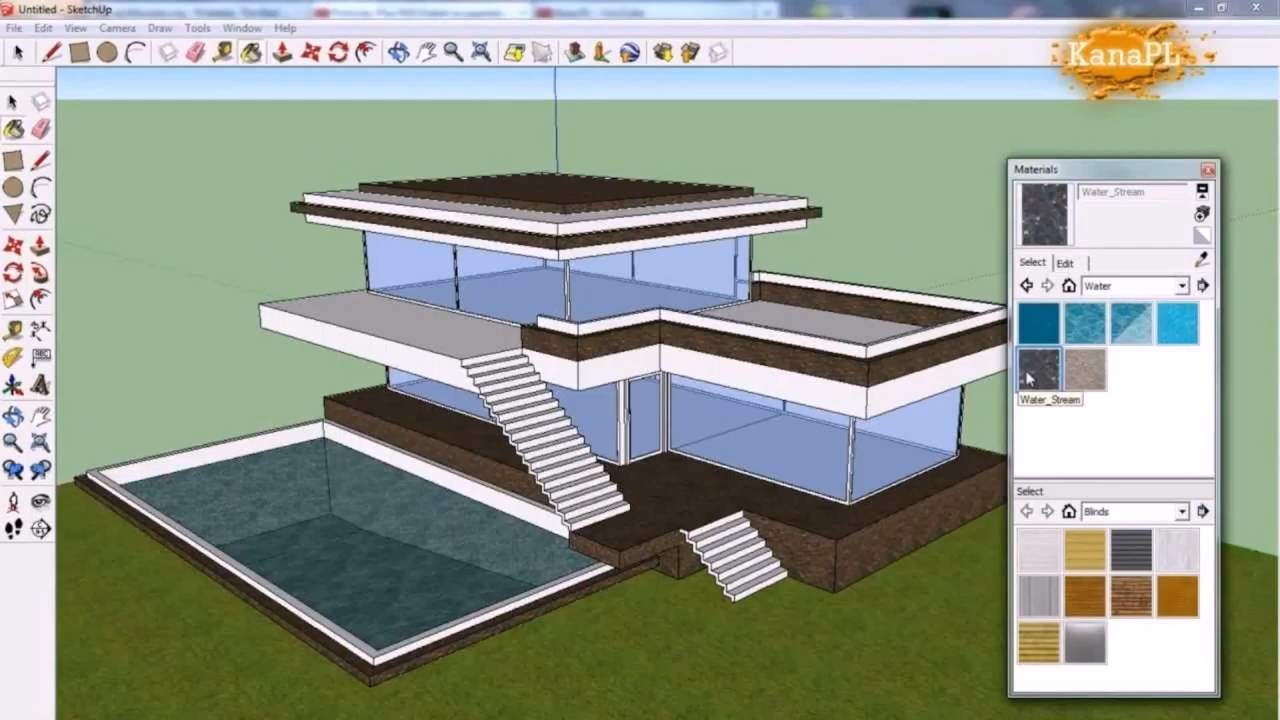 Untitled - SketchUp
File Edit View Camera Draw Tools Window Help
KanaPL
Materials
Water_Stream
Select Edit
Water
Water_Stream
Select
Blinds
ABC